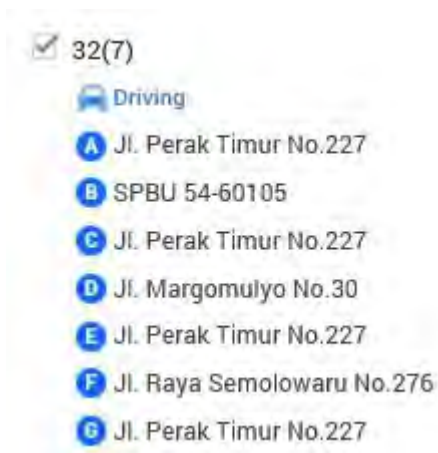 32(7)
Driving
A Jl. Perak Timur No.227
B SPBU 54-60105
C Jl. Perak Timur No.227
D Jl. Margomulyo No.30
E Jl. Perak Timur No.227
F Jl. Raya Semolowaru No.276
G Jl. Perak Timur No.227